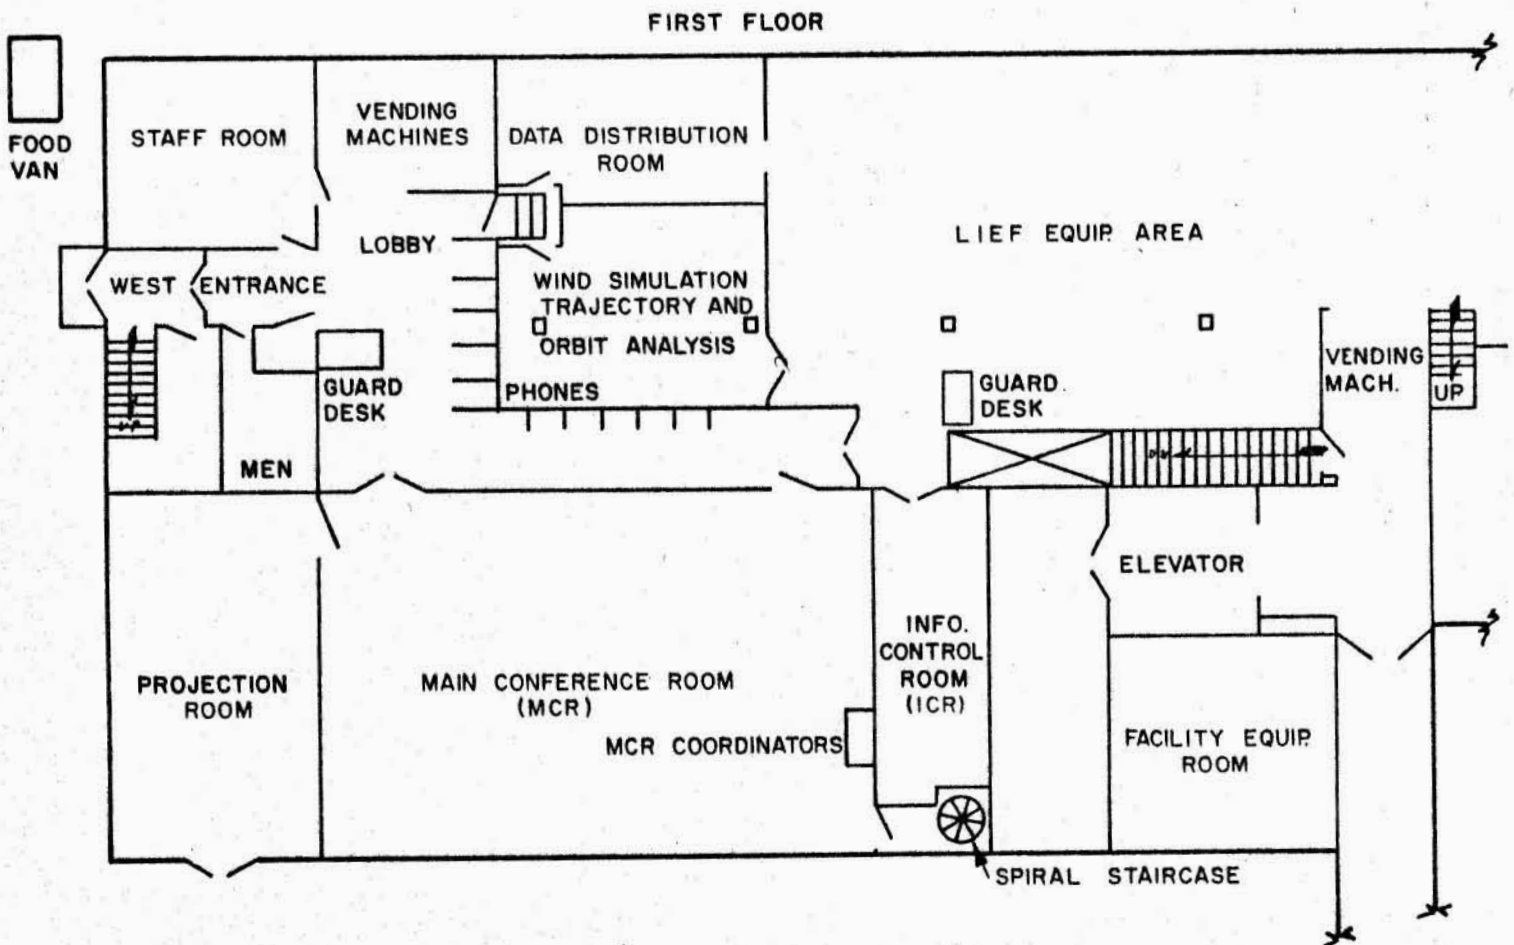 FIRST FLOOR
FOOD
VAN
STAFF ROOM
VENDING
MACHINES
DATA DISTRIBUTION
ROOM
LOBBY
LIEF EQUIP. AREA
WEST ENTRANCE
WIND SIMULATION
TRAJECTORY AND
ORBIT ANALYSIS
PHONES
GUARD
DESK
MEN
UP
GUARD
DESK
VENDING
MACH.
UP
ELEVATOR
PROJECTION
ROOM
MAIN CONFERENCE ROOM
(MCR)
MCR COORDINATORS
INFO.
CONTROL
ROOM
(ICR)
FACILITY EQUIP.
ROOM
SPIRAL STAIRCASE